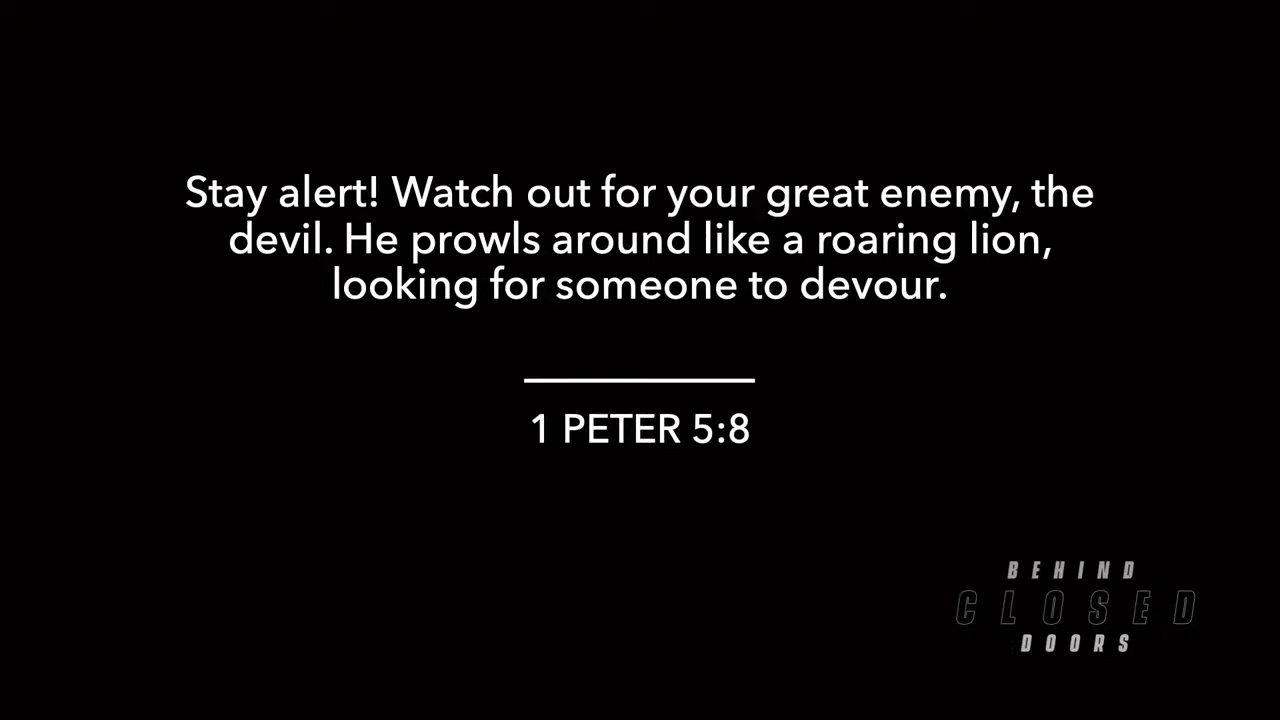 Stay alert! Watch out for your great enemy, the
devil. He prowls around like a roaring lion,
looking for someone to devour.
1 PETER 5:8
BEHIND
CLOSED
DOORS